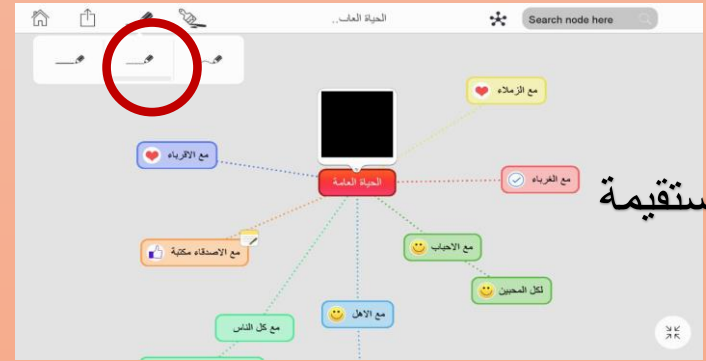 الحياة العاب..
Search node here
مع الزملاء
مع الاقرباء
الحياة العامة
مع الغرباء
ستقيمة
مع الاحباب
مع الاصدقاء مكتبة
لكل المحبين
مع الاهل
مع كل الناس